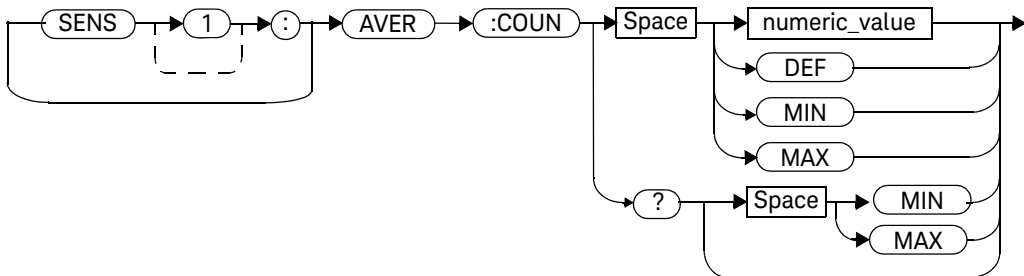 SENS 1 : AVER :COUN Space numeric_value
DEF
MIN
MAX
? Space MIN
MAX